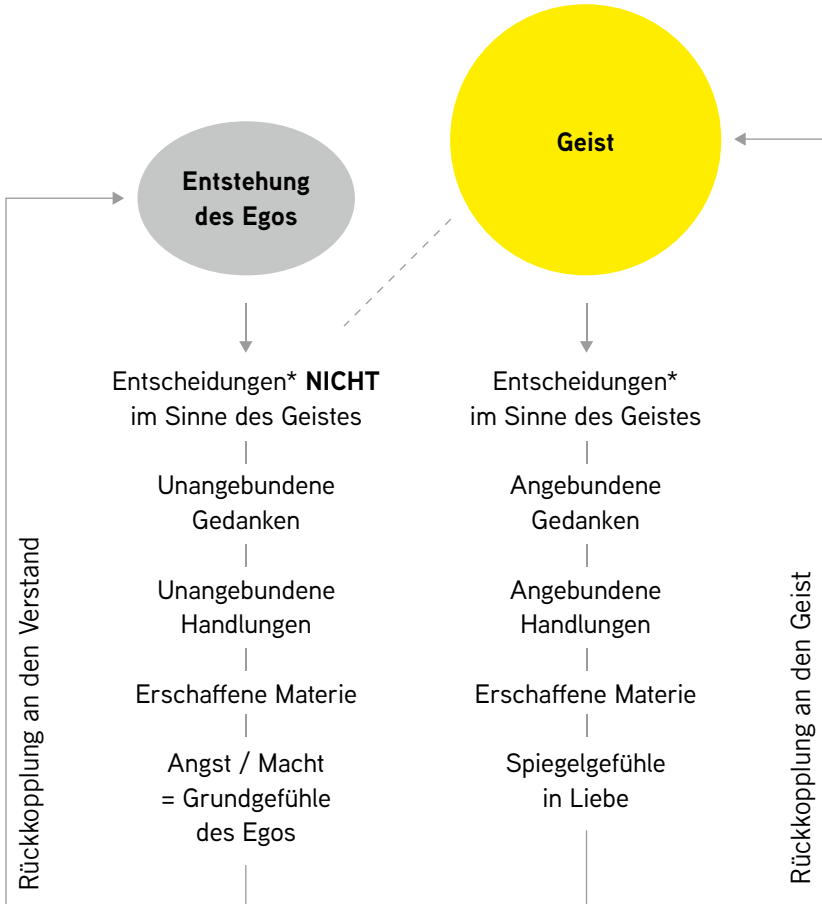 Geist
Entstehung
des Egos
Entscheidungen* NICHT
im Sinne des Geistes
Unangebundene
Gedanken
Unangebundene
Handlungen
Erschaffene Materie
Angst / Macht
= Grundgefühle
des Egos
Rückkopplung an den Verstand
Entscheidungen*
im Sinne des Geistes
Angebundene
Gedanken
Angebundene
Handlungen
Erschaffene Materie
Spiegelgefühle
in Liebe
Rückkopplung an den Geist